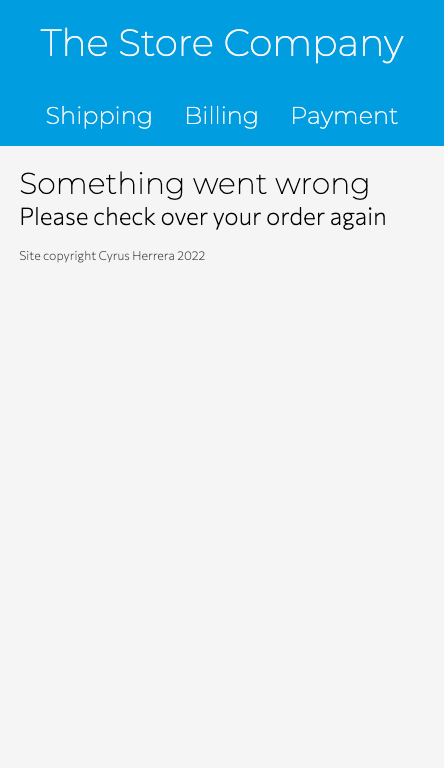 The Store Company
Shipping Billing Payment
Something went wrong
Please check over your order again
Site copyright Cyrus Herrera 2022